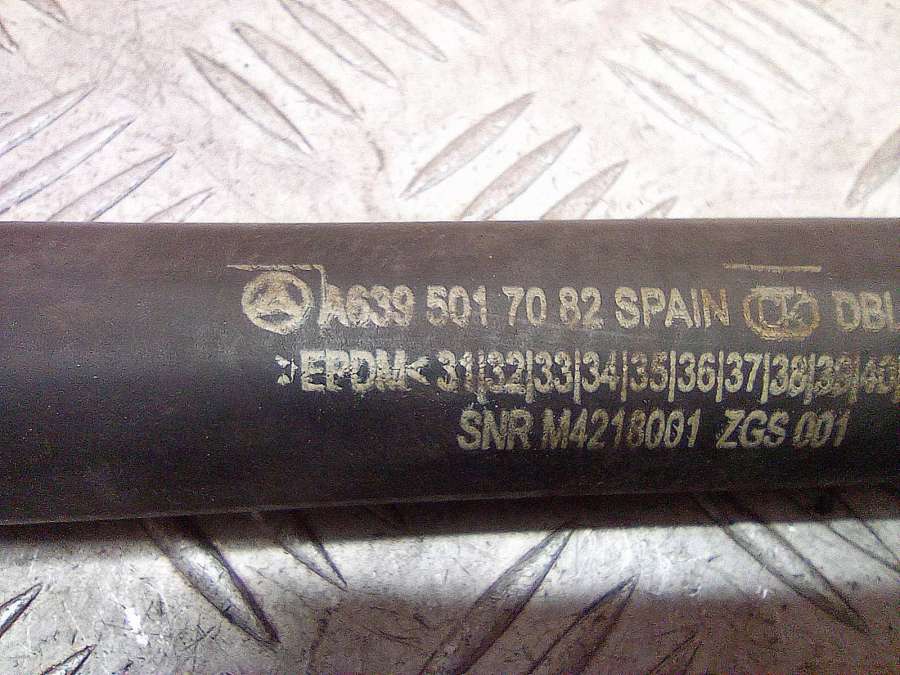 A639 501 70 82 SPAIN DBL
>EPDM< 31|32|33|34|35|36|37|38|39|40|
SNR M4218001 ZGS 001